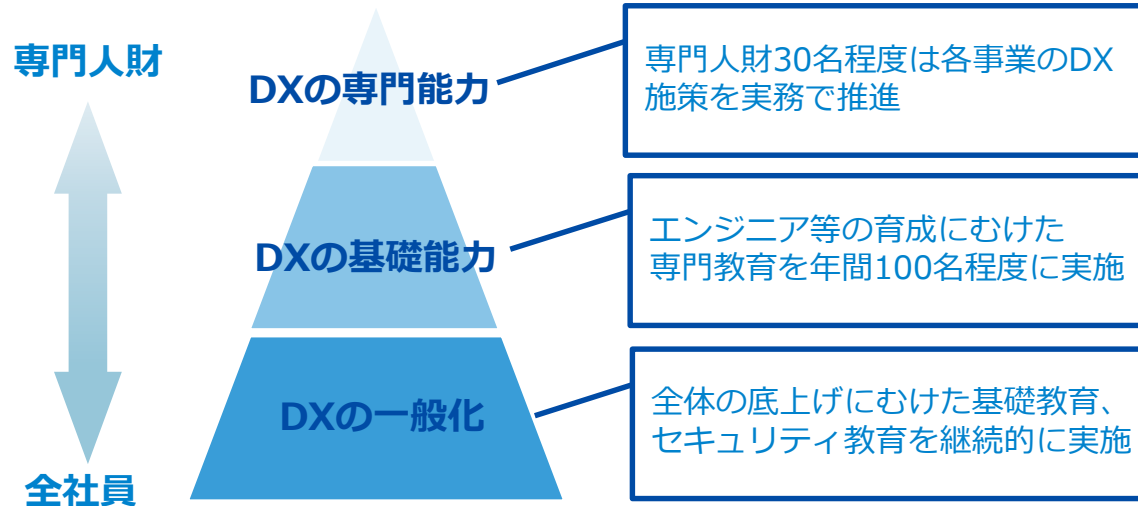 専門人財
DXの専門能力
専門人財30名程度は各事業のDX
施策を実務で推進
DXの基礎能力
エンジニア等の育成にむけた
専門教育を年間100名程度に実施
DXの一般化
全体の底上げにむけた基礎教育、
セキュリティ教育を継続的に実施
全社員